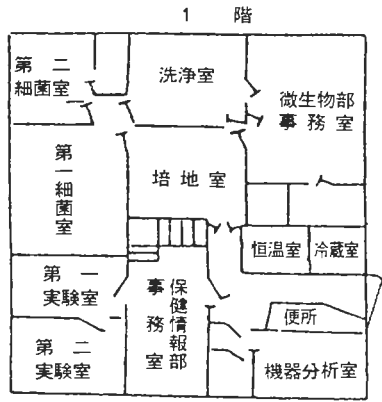 1 階
第二
細菌室
洗浄室
微生物部
事務室
第一細菌室
培地室
恒温室
冷蔵室
第一
実験室
保健情報部
事務室
便所
第二
実験室
機器分析室